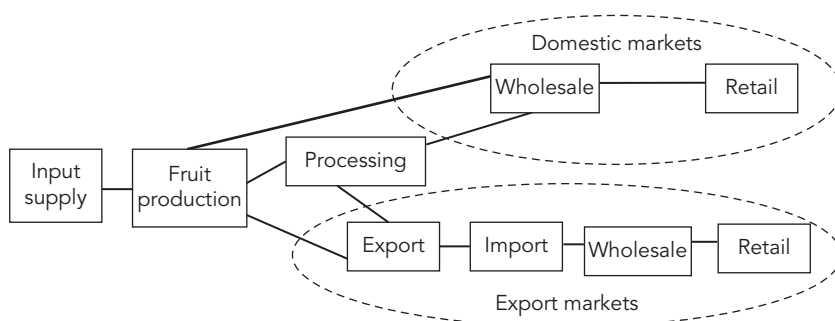 Domestic markets
Wholesale
Retail
Processing
Input
supply
Fruit
production
Export
Import
Wholesale
Retail
Export markets